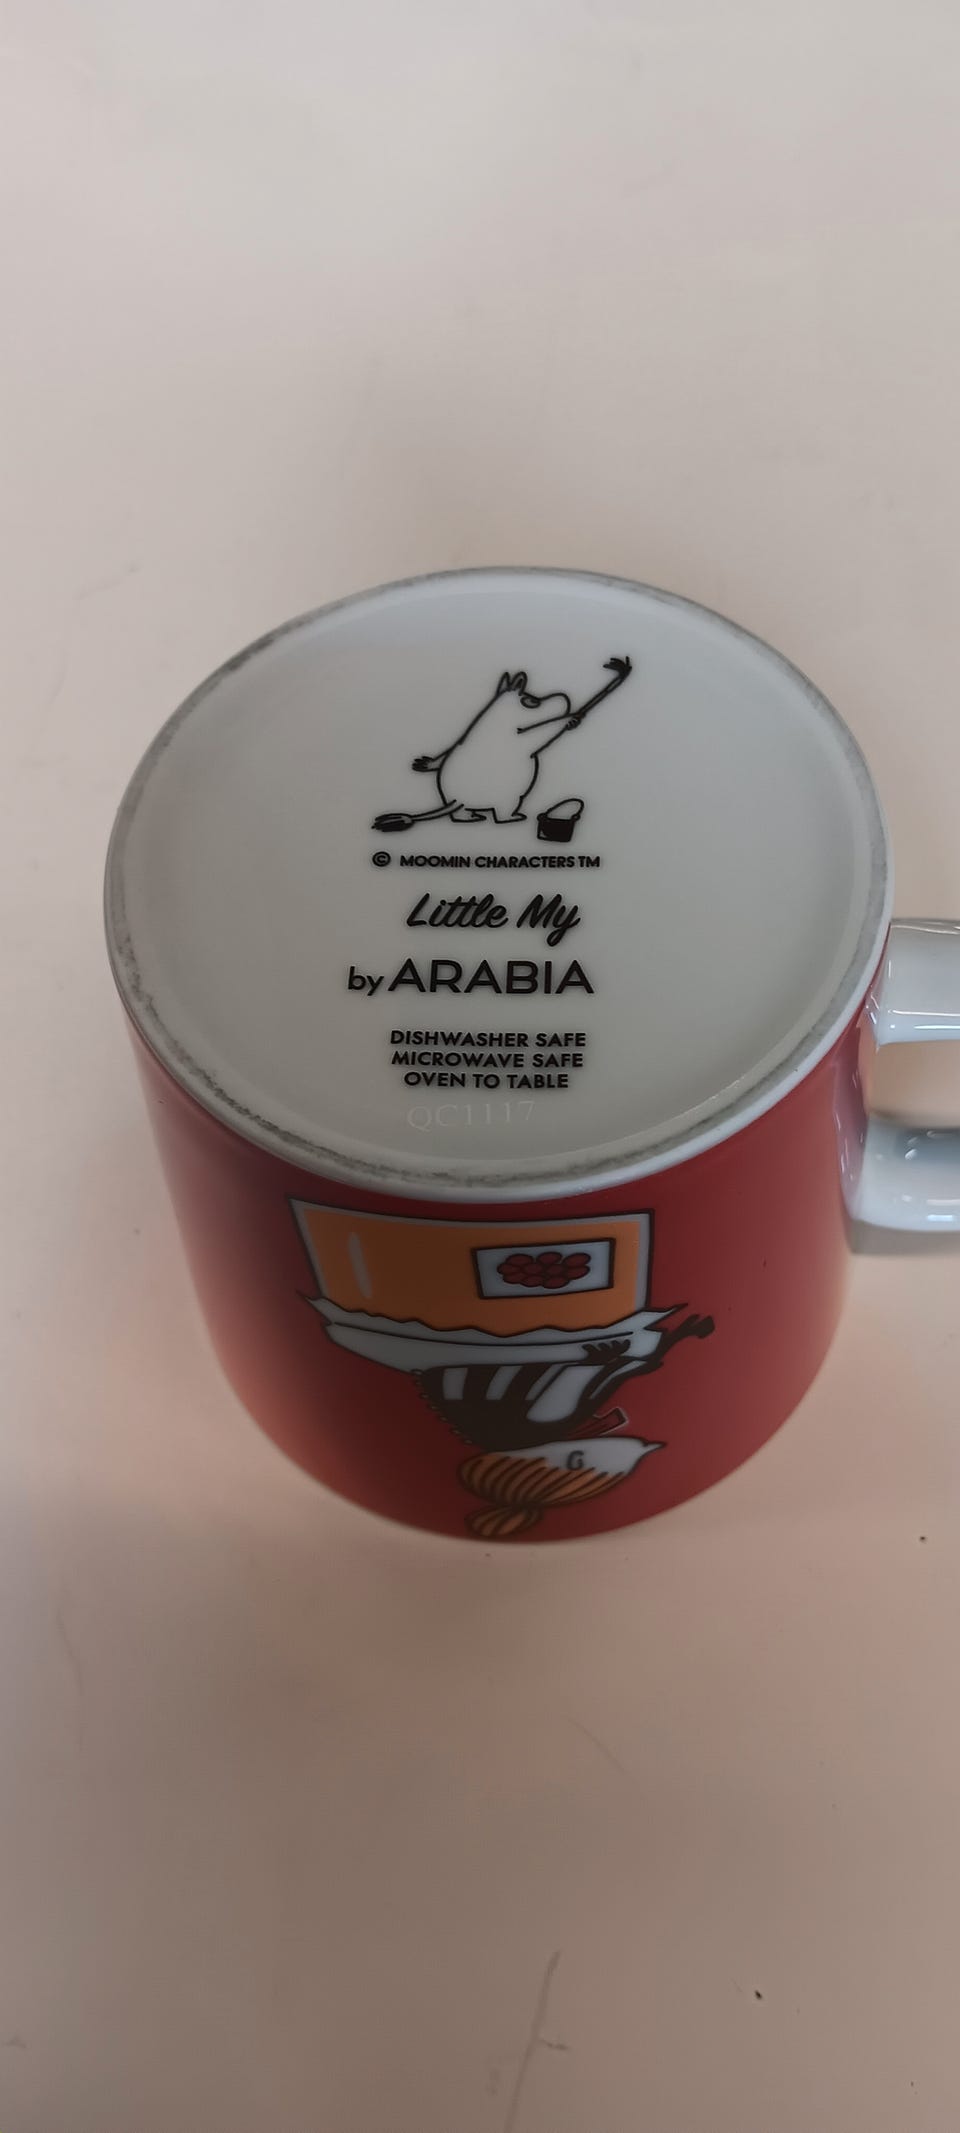 © MOOMIN CHARACTERS TM
Little My
by ARABIA
DISHWASHER SAFE
MICROWAVE SAFE
OVEN TO TABLE
QC1117